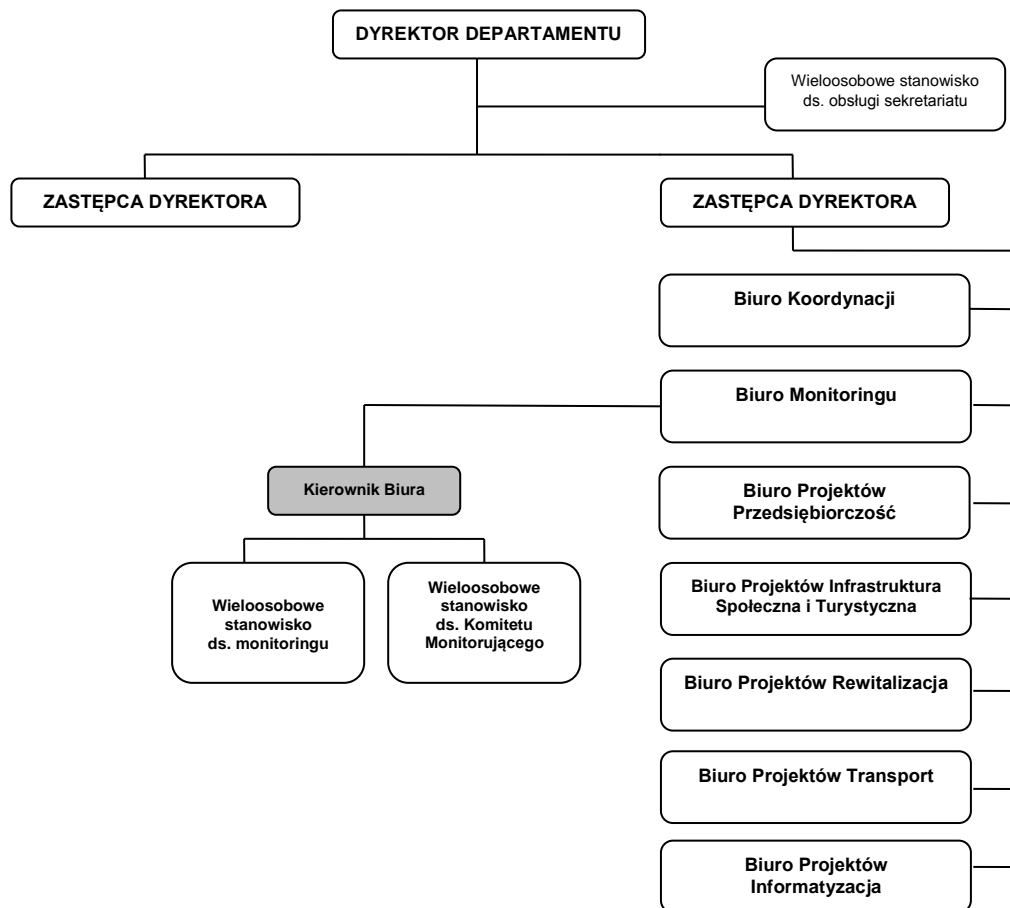 DYREKTOR DEPARTAMENTU
Wieloosobowe stanowisko
ds. obsługi sekretariatu
ZASTĘPCA DYREKTORA
ZASTĘPCA DYREKTORA
Biuro Koordynacji
Biuro Monitoringu
Kierownik Biura
Wieloosobowe
stanowisko
ds. monitoringu
Wieloosobowe
stanowisko
ds. Komitetu
Monitorującego
Biuro Projektów
Przedsiębiorczość
Biuro Projektów Infrastruktura
Społeczna i Turystyczna
Biuro Projektów Rewitalizacja
Biuro Projektów Transport
Biuro Projektów
Informatyzacja